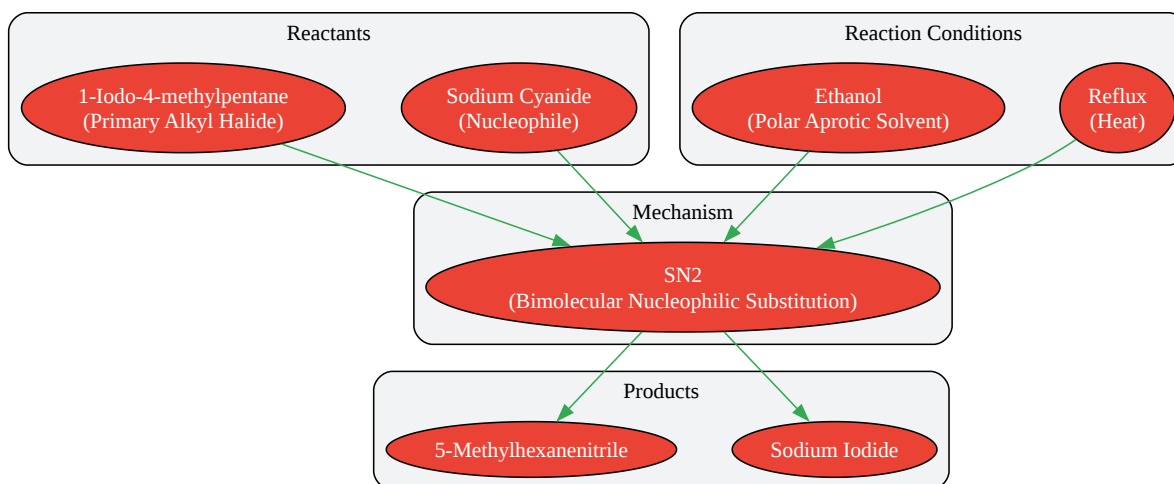 Reactants
Reaction Conditions
1-Iodo-4-methylpentane
(Primary Alkyl Halide)
Sodium Cyanide
(Nucleophile)
Ethanol
(Polar Aprotic Solvent)
Reflux
(Heat)
Mechanism
SN2
(Bimolecular Nucleophilic Substitution)
Products
5-Methylhexanenitrile
Sodium Iodide